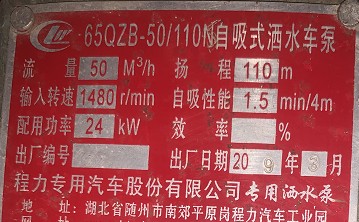 65QZB-50/110N自吸式洒水车泵
流 量 50 M³/h 扬 程 110 m
输入转速 1480 r/min 自吸性能 1.5 min/4m
配用功率 24 kW 效 率 %
出厂编号 出厂日期 20 9年8月
程力专用汽车股份有限公司专用洒水泵
地 址：湖北省随州市南郊平原岗程力汽车工业园